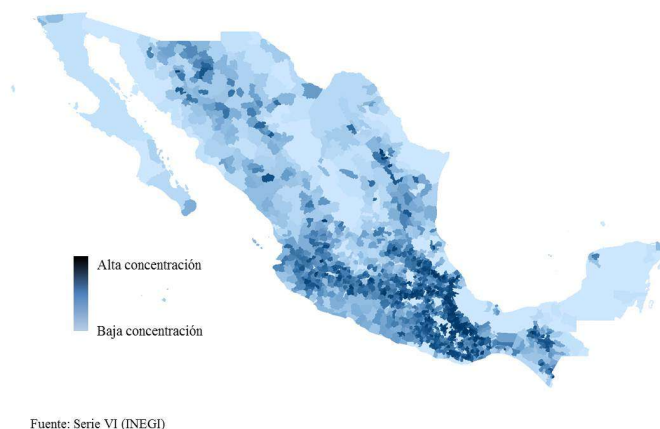 Alta concentración
Baja concentración
Fuente: Serie VI (INEGI)